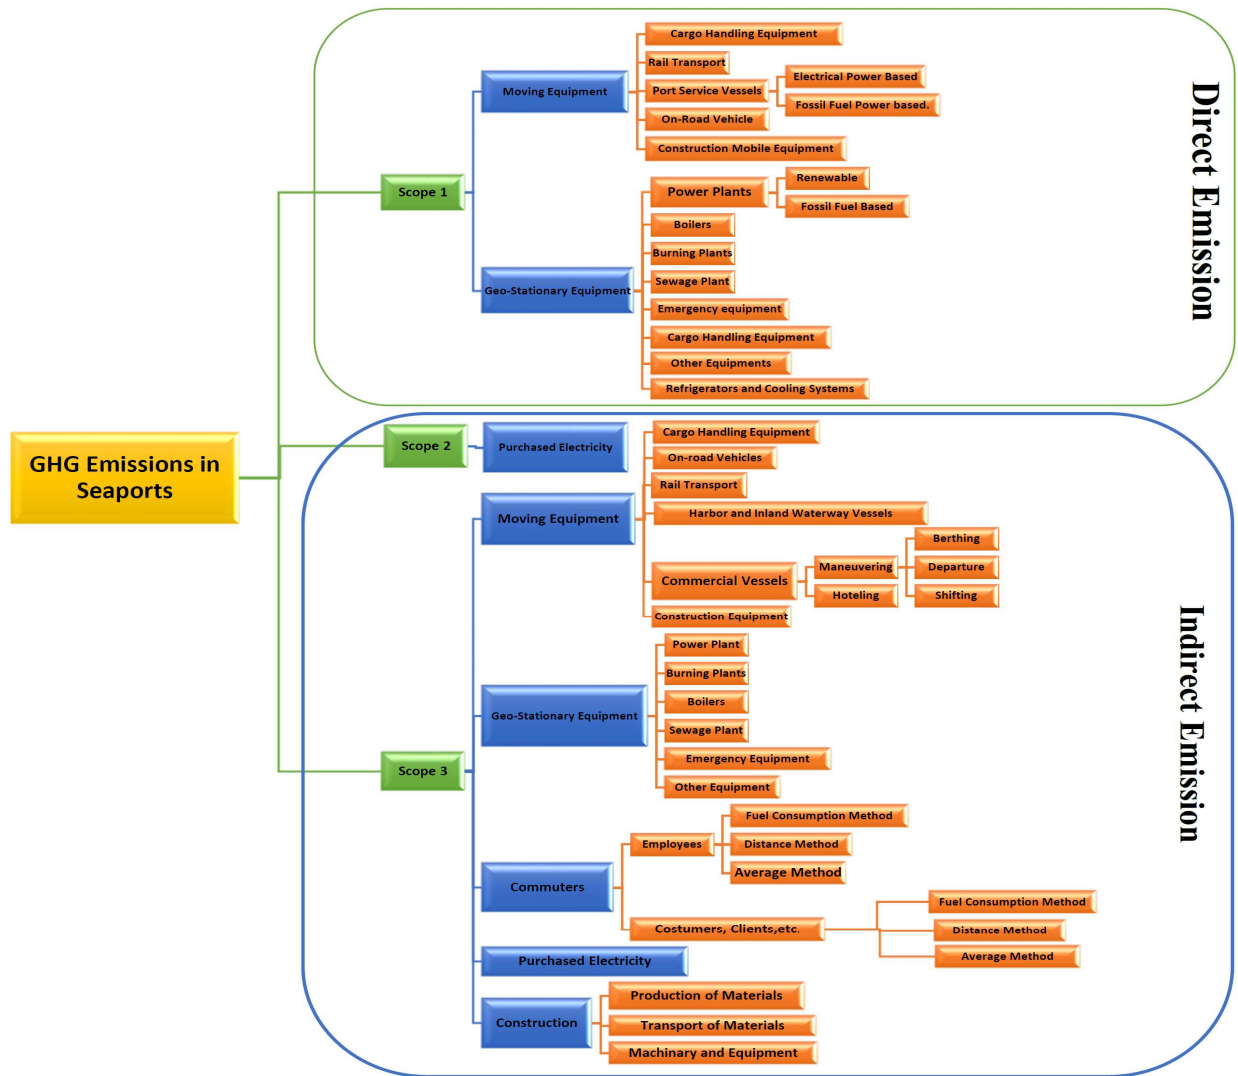 GHG Emissions in
Seaports
Direct Emission
Scope 1
Moving Equipment
Cargo Handling Equipment
Rail Transport
Port Service Vessels
Electrical Power Based
Fossil Fuel Power based.
On-Road Vehicle
Construction Mobile Equipment
Geo-Stationary Equipment
Power Plants
Renewable
Fossil Fuel Based
Boilers
Burning Plants
Sewage Plant
Emergency equipment
Cargo Handling Equipment
Other Equipments
Refrigerators and Cooling Systems
Indirect Emission
Scope 2
Purchased Electricity
Scope 3
Moving Equipment
Cargo Handling Equipment
On-road Vehicles
Rail Transport
Harbor and Inland Waterway Vessels
Commercial Vessels
Maneuvering
Berthing
Departure
Shifting
Hoteling
Construction Equipment
Geo-Stationary Equipment
Power Plant
Burning Plants
Boilers
Sewage Plant
Emergency Equipment
Other Equipment
Commuters
Employees
Fuel Consumption Method
Distance Method
Average Method
Costumers, Clients,etc.
Fuel Consumption Method
Distance Method
Average Method
Purchased Electricity
Construction
Production of Materials
Transport of Materials
Machinary and Equipment